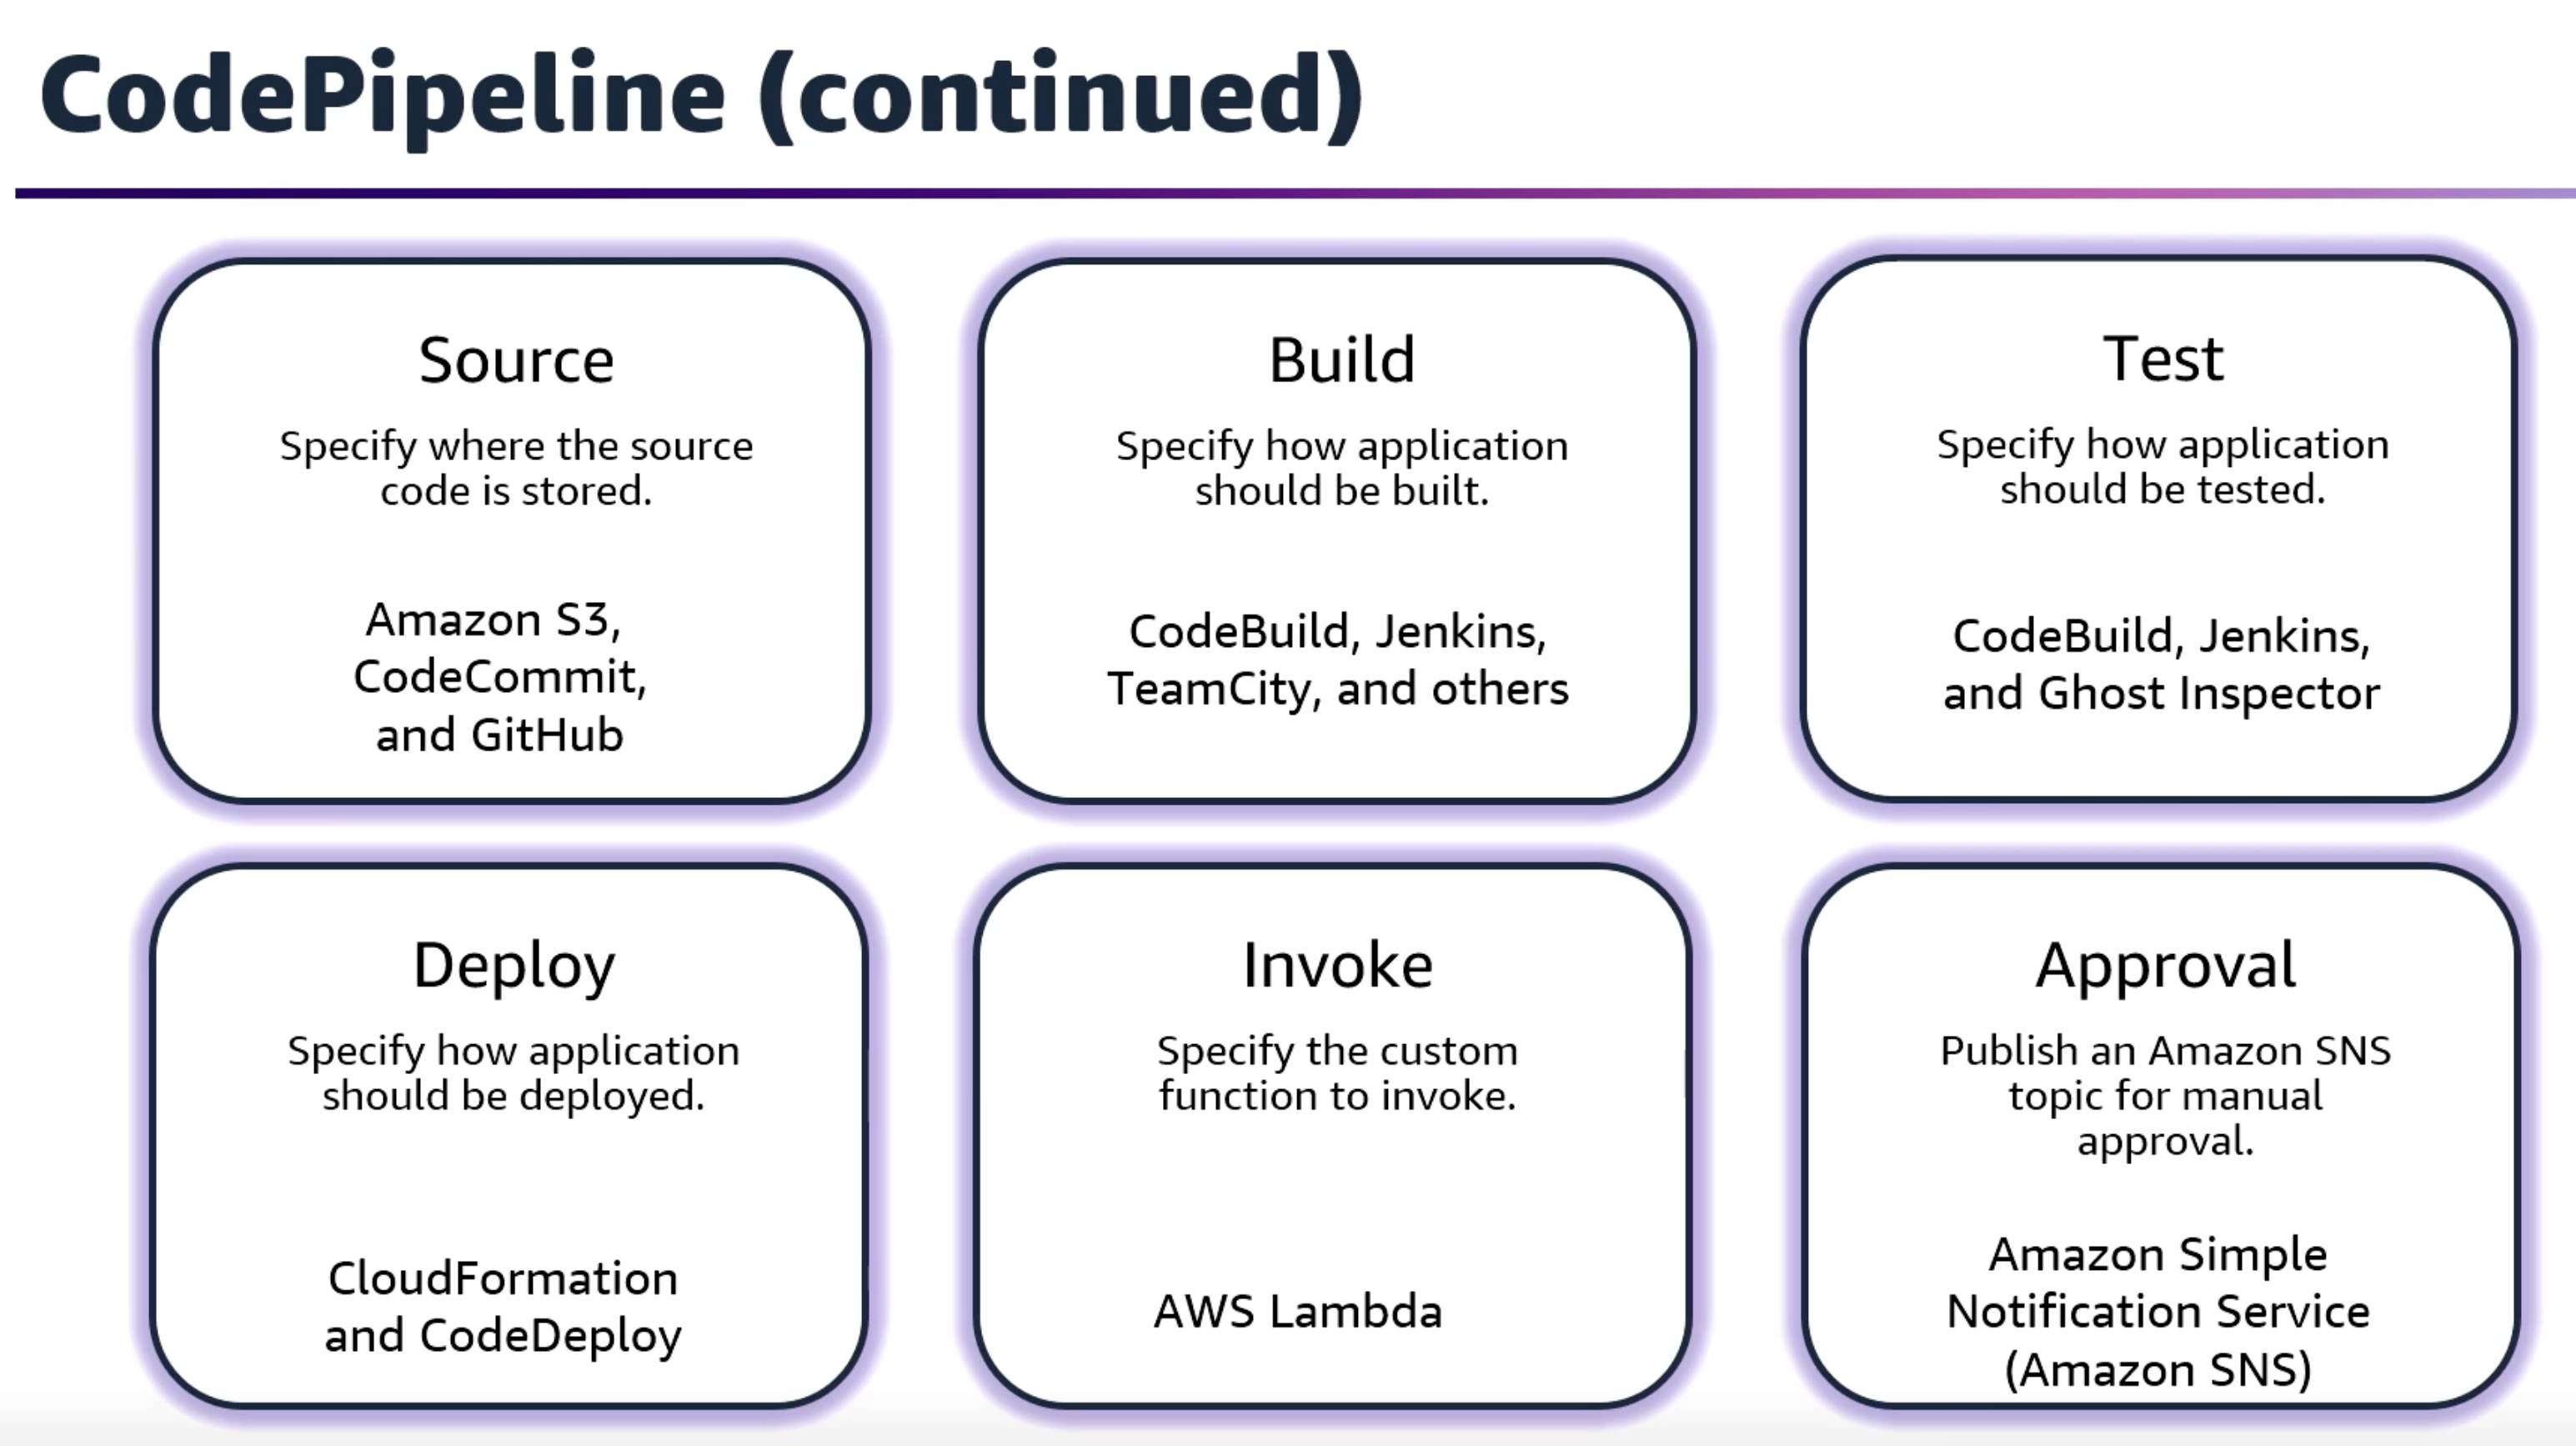 CodePipeline (continued)
Source
Specify where the source
code is stored.
Amazon S3,
CodeCommit,
and GitHub
Build
Specify how application
should be built.
CodeBuild, Jenkins,
TeamCity, and others
Test
Specify how application
should be tested.
CodeBuild, Jenkins,
and Ghost Inspector
Deploy
Specify how application
should be deployed.
CloudFormation
and CodeDeploy
Invoke
Specify the custom
function to invoke.
AWS Lambda
Approval
Publish an Amazon SNS
topic for manual
approval.
Amazon Simple
Notification Service
(Amazon SNS)